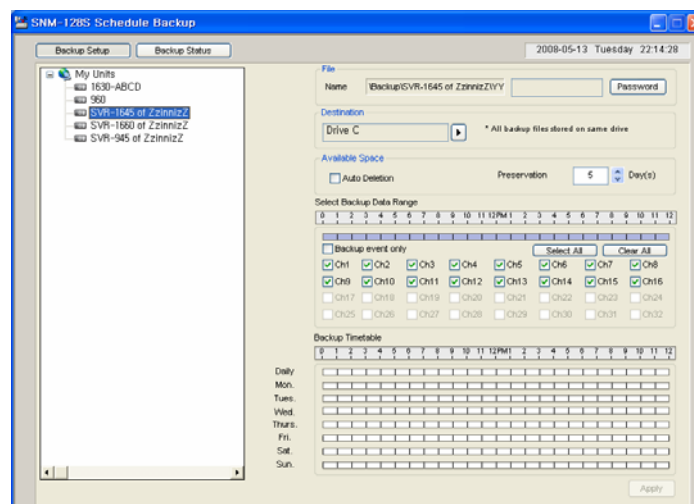 SNM-128S Schedule Backup
Backup Setup Backup Status 2008-05-13 Tuesday 22:14:28
My Units
1630-ABCD
960
SVR-1645 of ZzinnizZ
SVR-1660 of ZzinnizZ
SVR-945 of ZzinnizZ
File
Name \Backup\SVR-1645 of ZzinnizZ\YY Password
Destination
Drive C * All backup files stored on same drive
Available Space
Auto Deletion Preservation 5 Day(s)
Select Backup Data Range
0 1 2 3 4 5 6 7 8 9 10 11 12PM 1 2 3 4 5 6 7 8 9 10 11 12
Backup event only Select All Clear All
Ch1 Ch2 Ch3 Ch4 Ch5 Ch6 Ch7 Ch8
Ch9 Ch10 Ch11 Ch12 Ch13 Ch14 Ch15 Ch16
Ch17 Ch18 Ch19 Ch20 Ch21 Ch22 Ch23 Ch24
Ch25 Ch26 Ch27 Ch28 Ch29 Ch30 Ch31 Ch32
Backup Timetable
0 1 2 3 4 5 6 7 8 9 10 11 12PM 1 2 3 4 5 6 7 8 9 10 11 12
Daily
Mon.
Tues.
Wed.
Thurs.
Fri.
Sat.
Sun.
Apply